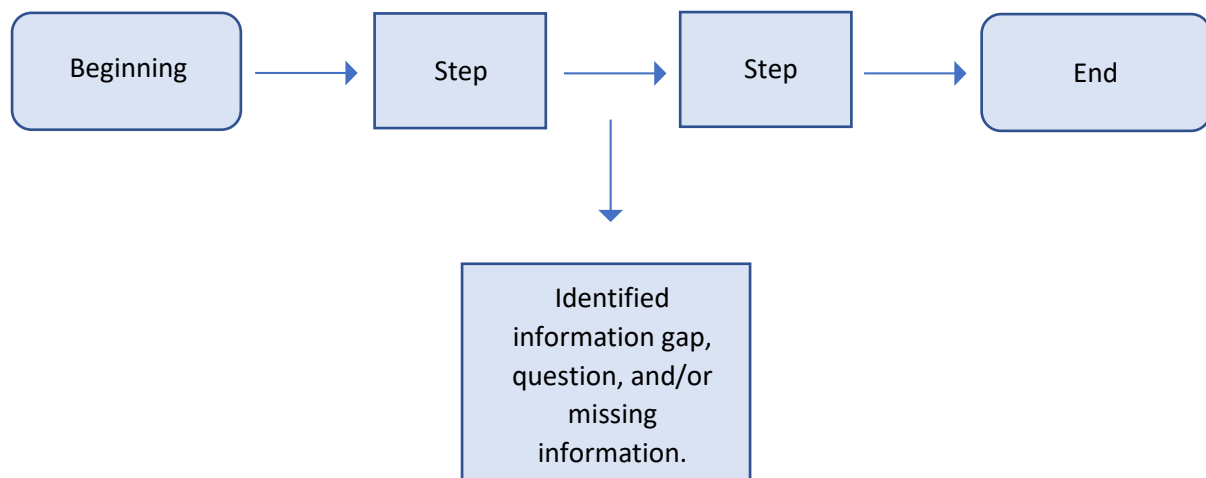 Beginning
Step
Step
End
Identified
information gap,
question, and/or
missing
information.